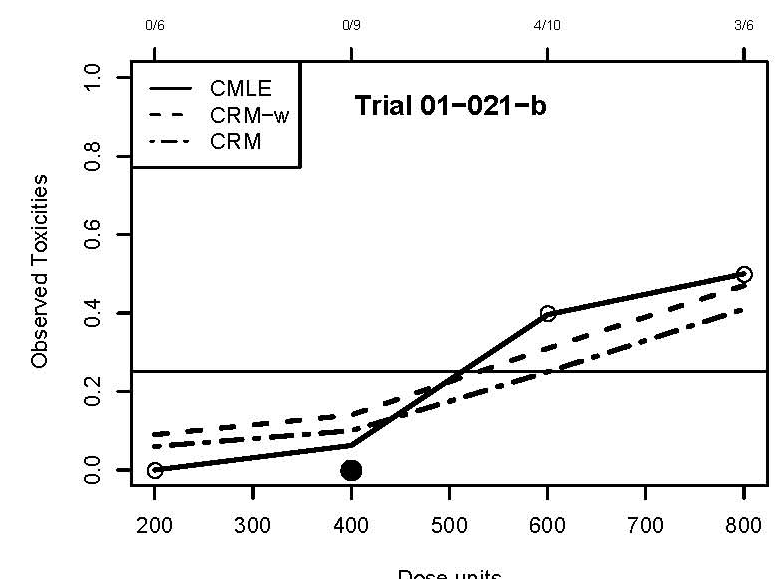 0/6 0/9 4/10 3/6
CMLE
CRM-w
CRM
Trial 01-021-b
Observed Toxicities
1.0
0.8
0.6
0.4
0.2
0.0
200 300 400 500 600 700 800
Dose units